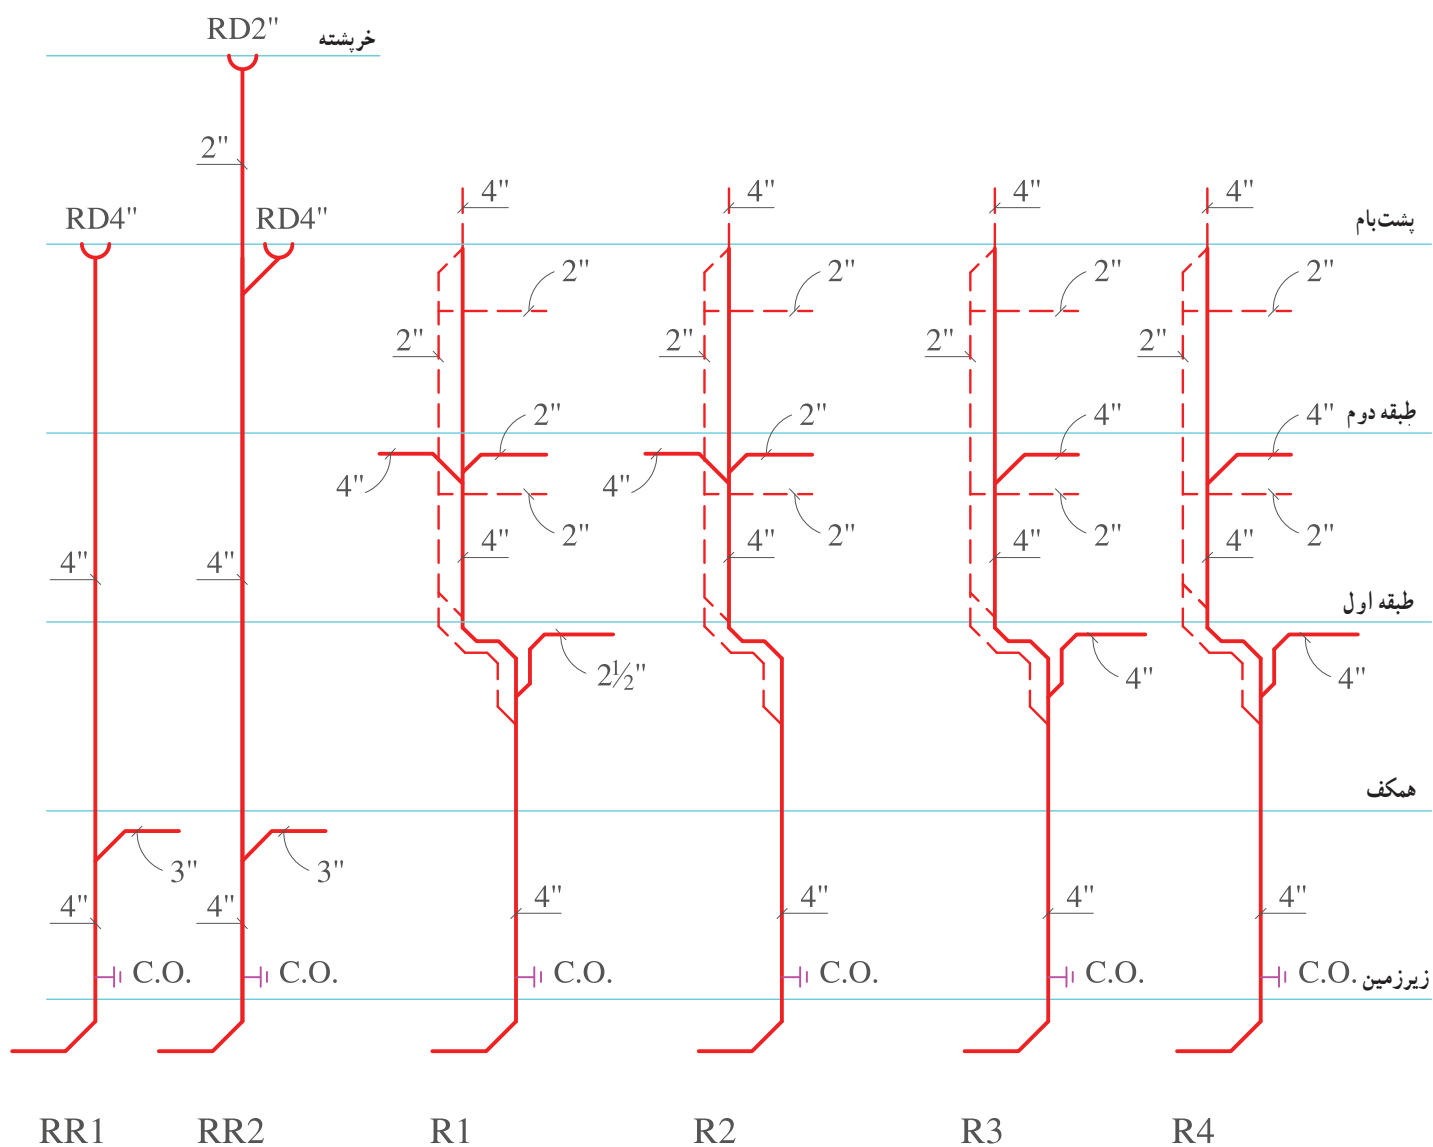 RD2" خرپشته
2"
RD4" RD4" 4" 4" 4" 4" پشت‌بام
2" 2" 2" 2"
2" 2" 2" 2"
2" 2" 4" 4" طبقه دوم
4" 4"
2" 2" 2" 2"
4" 4" 4" 4" 4" 4"
طبقه اول
2½" 4" 4"
همکف
3" 3"
4" 4" 4" 4" 4" 4"
C.O. C.O. C.O. C.O. C.O. C.O. زیرزمین
RR1 RR2 R1 R2 R3 R4